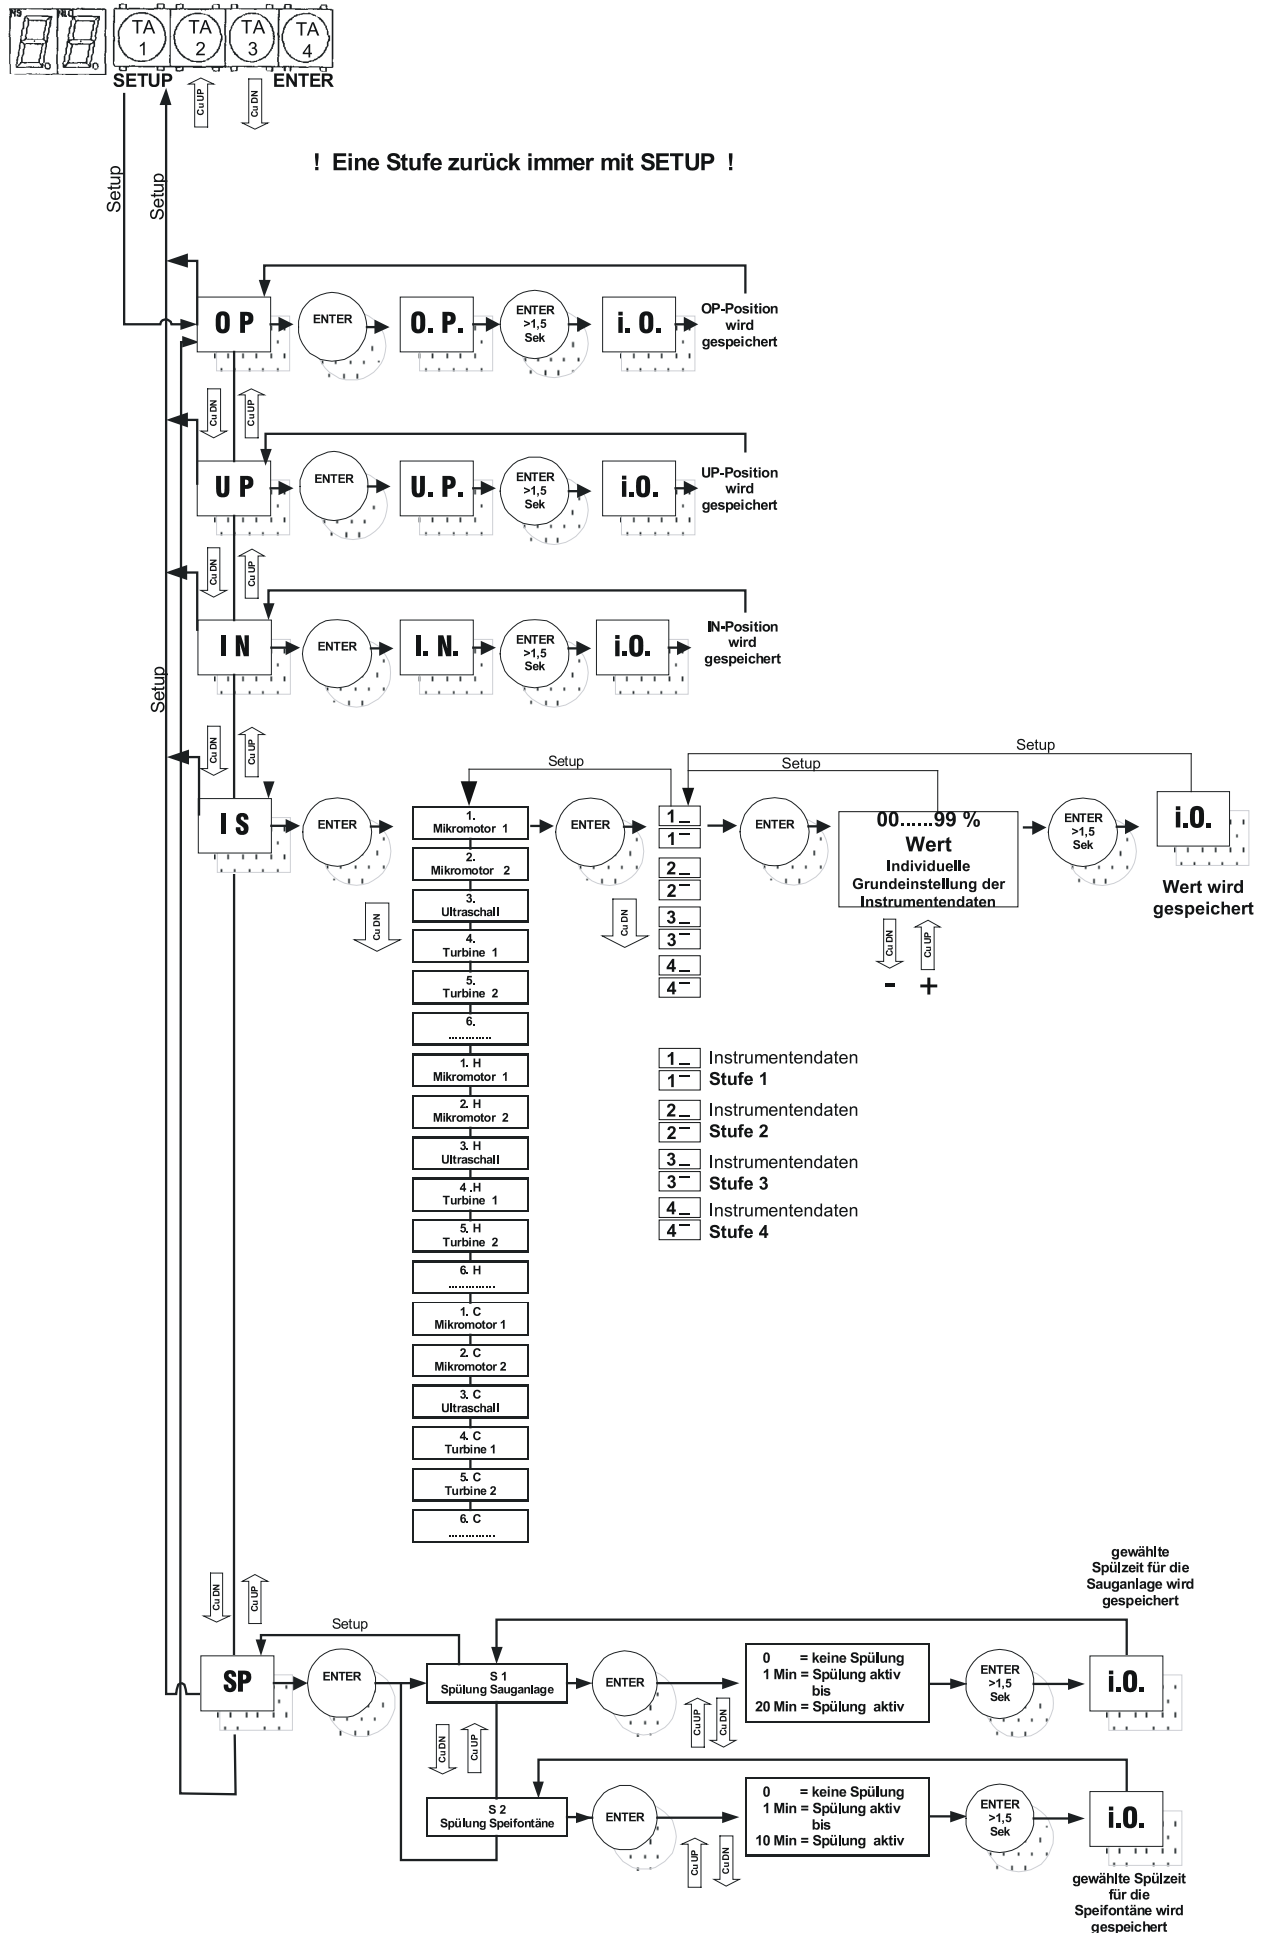 N9 N10
TA 1 TA 2 TA 3 TA 4
SETUP ENTER
Cu UP Cu DN
! Eine Stufe zurück immer mit SETUP !
Setup Setup
O P
ENTER
O. P.
ENTER
>1,5
Sek
i. O.
OP-Position
wird
gespeichert
Cu DN Cu UP
U P
ENTER
U. P.
ENTER
>1,5
Sek
i.O.
UP-Position
wird
gespeichert
Cu DN Cu UP
I N
ENTER
I. N.
ENTER
>1,5
Sek
i.O.
IN-Position
wird
gespeichert
Setup
Cu DN Cu UP
I S
ENTER
Cu DN
Setup
1.
Mikromotor 1
2.
Mikromotor 2
3.
Ultraschall
4.
Turbine 1
5.
Turbine 2
6.
.............
1. H
Mikromotor 1
2. H
Mikromotor 2
3. H
Ultraschall
4 .H
Turbine 1
5. H
Turbine 2
6. H
..............
1. C
Mikromotor 1
2. C
Mikromotor 2
3. C
Ultraschall
4. C
Turbine 1
5. C
Turbine 2
6. C
..............
ENTER
Cu DN
Setup
Setup
1 _
1 ¯
2 _
2 ¯
3 _
3 ¯
4 _
4 ¯
ENTER
00......99 %
Wert
Individuelle
Grundeinstellung der
Instrumentendaten
Cu DN Cu UP
- +
ENTER
>1,5
Sek
i.O.
Wert wird
gespeichert
1 _ Instrumentendaten
1 ¯ Stufe 1
2 _ Instrumentendaten
2 ¯ Stufe 2
3 _ Instrumentendaten
3 ¯ Stufe 3
4 _ Instrumentendaten
4 ¯ Stufe 4
Cu DN Cu UP
SP
ENTER
Setup
S 1
Spülung Sauganlage
ENTER
Cu UP Cu DN
0 = keine Spülung
1 Min = Spülung aktiv
bis
20 Min = Spülung aktiv
ENTER
>1,5
Sek
i.O.
gewählte
Spülzeit für die
Sauganlage wird
gespeichert
Cu DN Cu UP
S 2
Spülung Speifontäne
ENTER
Cu UP Cu DN
0 = keine Spülung
1 Min = Spülung aktiv
bis
10 Min = Spülung aktiv
ENTER
>1,5
Sek
i.O.
gewählte Spülzeit
für die
Speifontäne wird
gespeichert